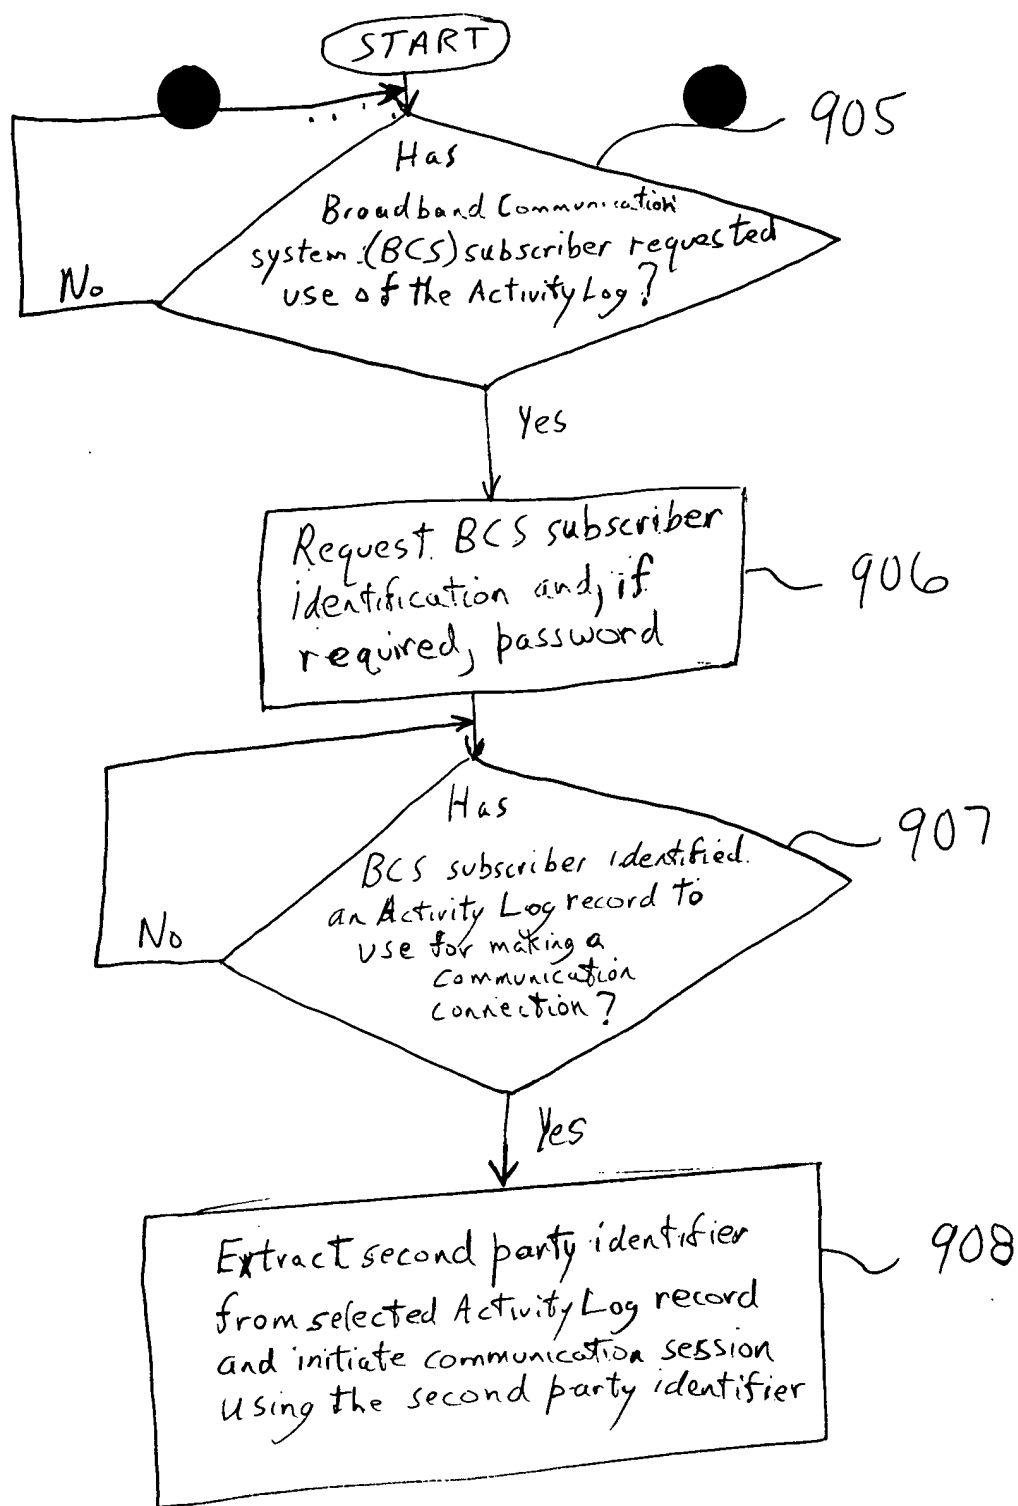 START
905
Has
Broadband Communication
system (BCS) subscriber requested
use of the Activity Log?
No
Yes
Request BCS subscriber
identification and, if
required, password
906
Has
BCS subscriber identified
an Activity Log record to
use for making a
communication
connection?
907
No
Yes
Extract second party identifier
from selected Activity Log record
and initiate communication session
using the second party identifier
908